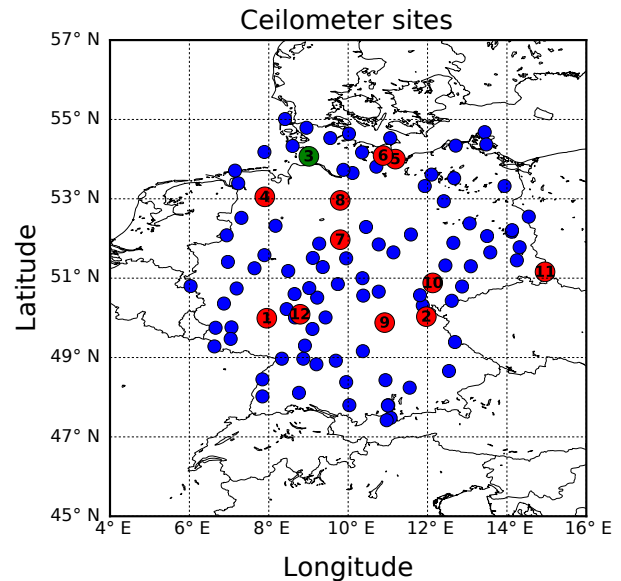 Ceilometer sites
57° N
55° N
53° N
51° N
49° N
47° N
45° N
Latitude
3
6
5
4
8
7
11
10
1
12
9
2
4° E
6° E
8° E
10° E
12° E
14° E
16° E
Longitude